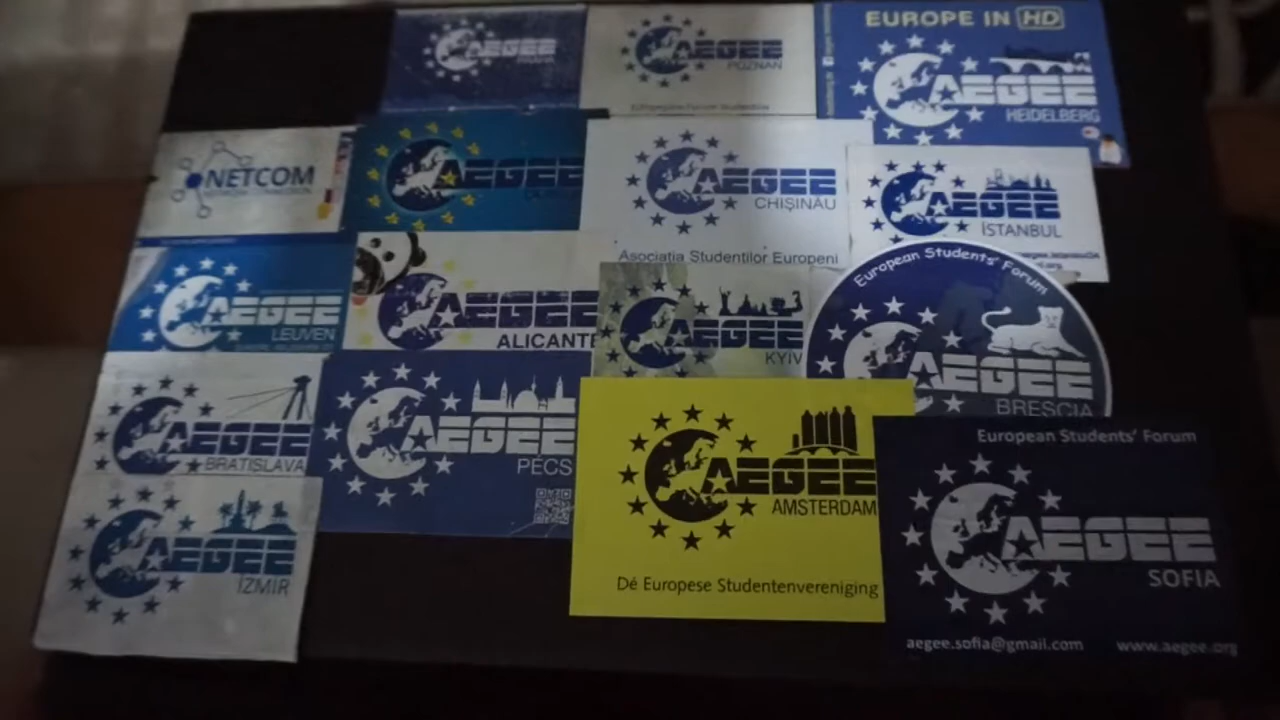 AEGEE
AEGEE
POZNAN
EUROPE IN HD
AEGEE
HEIDELBERG
NETCOM
AEGEE
AEGEE
CHIȘINĂU
Asociația Studentilor Europeni
AEGEE
İSTANBUL
AEGEE
LEUVEN
AEGEE
ALICANTE
AEGEE
KYIV
European Students' Forum
AEGEE
BRESCIA
AEGEE
BRATISLAVA
AEGEE
PÉCS
AEGEE
AMSTERDAM
Dé Europese Studentenvereniging
European Students' Forum
AEGEE
SOFIA
aegee.sofia@gmail.com www.aegee.org
AEGEE
İZMİR